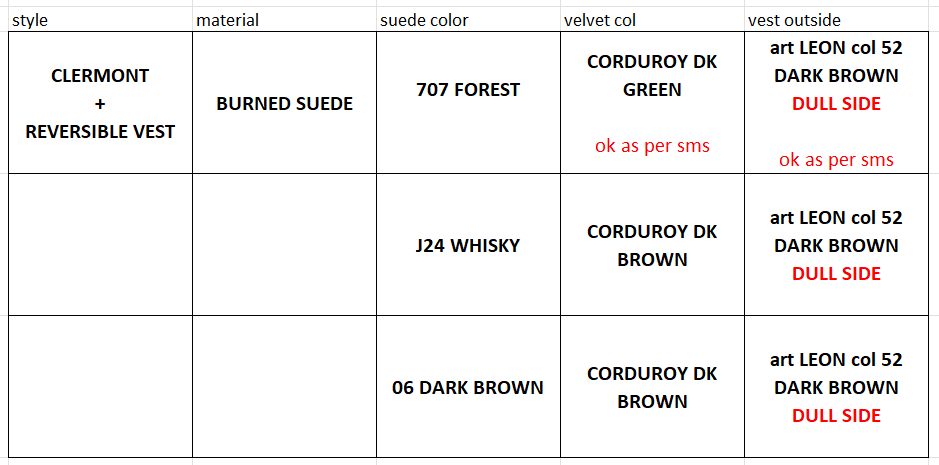 style
material
suede color
velvet col
vest outside
CLERMONT
+
REVERSIBLE VEST
BURNED SUEDE
707 FOREST
CORDUROY DK
GREEN
ok as per sms
art LEON col 52
DARK BROWN
DULL SIDE
ok as per sms
J24 WHISKY
CORDUROY DK
BROWN
art LEON col 52
DARK BROWN
DULL SIDE
06 DARK BROWN
CORDUROY DK
BROWN
art LEON col 52
DARK BROWN
DULL SIDE